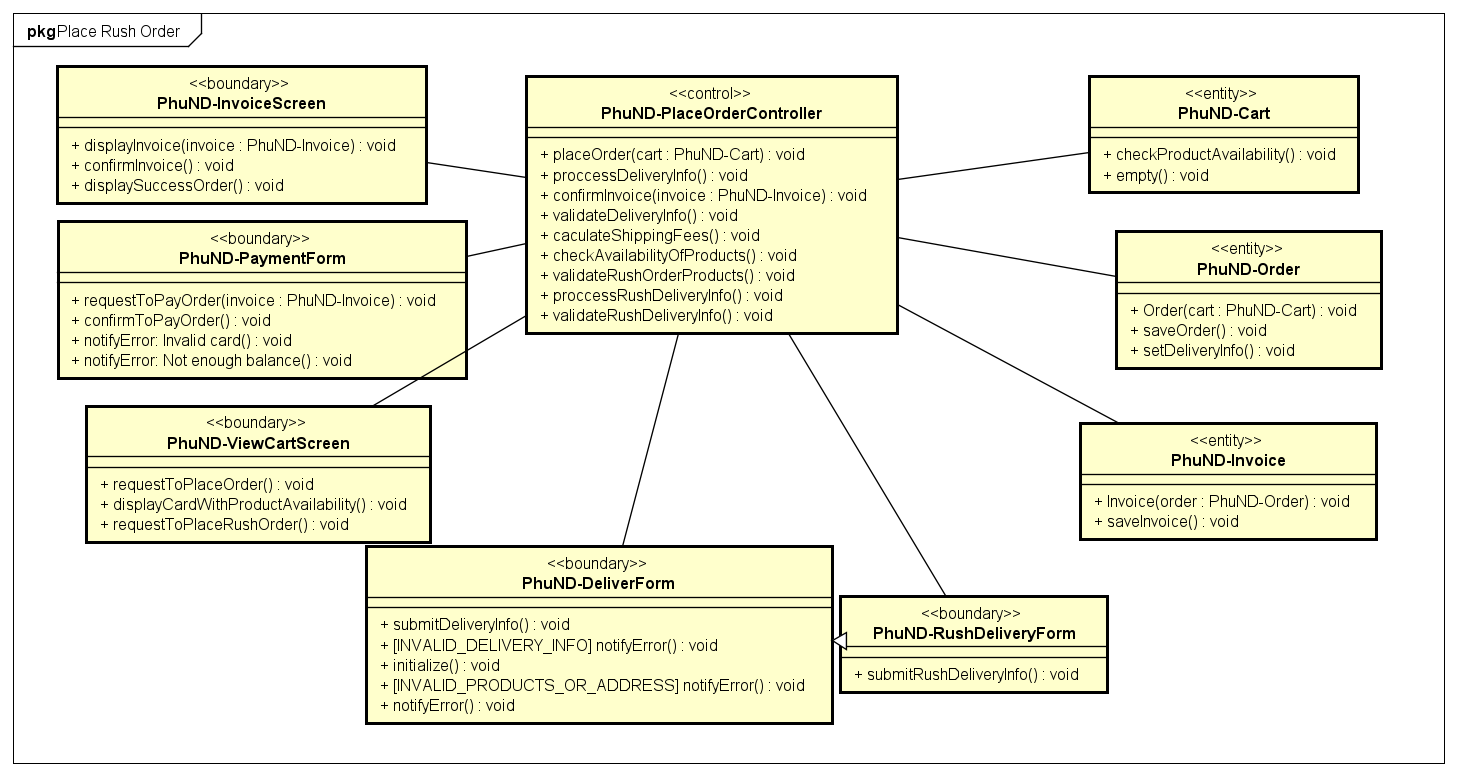 pkg Place Rush Order
<<boundary>>
PhuND-InvoiceScreen
+ displayInvoice(invoice : PhuND-Invoice) : void
+ confirmInvoice() : void
+ displaySuccessOrder() : void
<<control>>
PhuND-PlaceOrderController
+ placeOrder(cart : PhuND-Cart) : void
+ proccessDeliveryInfo() : void
+ confirmInvoice(invoice : PhuND-Invoice) : void
+ validateDeliveryInfo() : void
+ caculateShippingFees() : void
+ checkAvailabilityOfProducts() : void
+ validateRushOrderProducts() : void
+ proccessRushDeliveryInfo() : void
+ validateRushDeliveryInfo() : void
<<entity>>
PhuND-Cart
+ checkProductAvailability() : void
+ empty() : void
<<boundary>>
PhuND-PaymentForm
+ requestToPayOrder(invoice : PhuND-Invoice) : void
+ confirmToPayOrder() : void
+ notifyError: Invalid card() : void
+ notifyError: Not enough balance() : void
<<entity>>
PhuND-Order
+ Order(cart : PhuND-Cart) : void
+ saveOrder() : void
+ setDeliveryInfo() : void
<<boundary>>
PhuND-ViewCartScreen
+ requestToPlaceOrder() : void
+ displayCardWithProductAvailability() : void
+ requestToPlaceRushOrder() : void
<<entity>>
PhuND-Invoice
+ Invoice(order : PhuND-Order) : void
+ saveInvoice() : void
<<boundary>>
PhuND-DeliverForm
+ submitDeliveryInfo() : void
+ [INVALID_DELIVERY_INFO] notifyError() : void
+ initialize() : void
+ [INVALID_PRODUCTS_OR_ADDRESS] notifyError() : void
+ notifyError() : void
<<boundary>>
PhuND-RushDeliveryForm
+ submitRushDeliveryInfo() : void